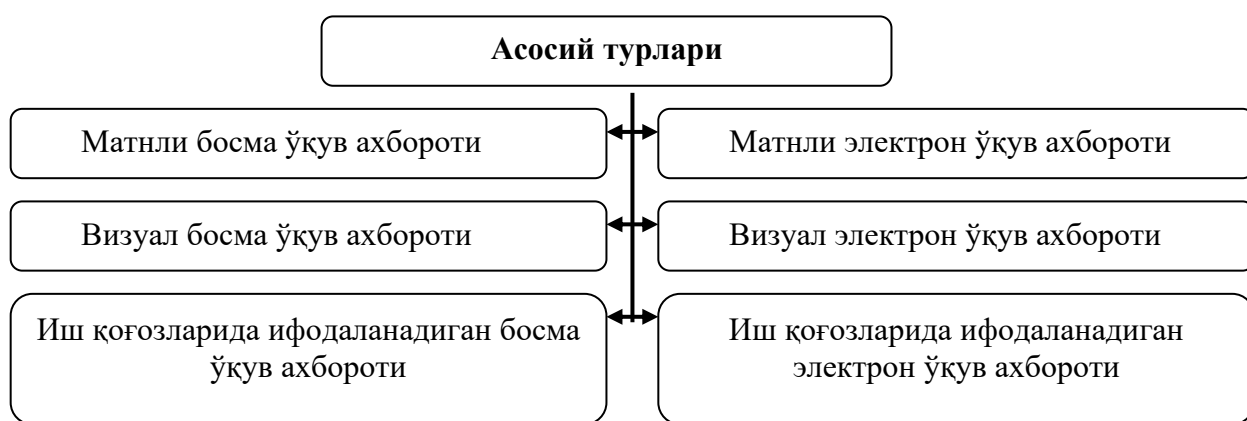 Асосий турлари
Матнли босма ўқув ахбороти
Матнли электрон ўқув ахбороти
Визуал босма ўқув ахбороти
Визуал электрон ўқув ахбороти
Иш қоғозларида ифодаланадиган босма
ўқув ахбороти
Иш қоғозларида ифодаланадиган
электрон ўқув ахбороти